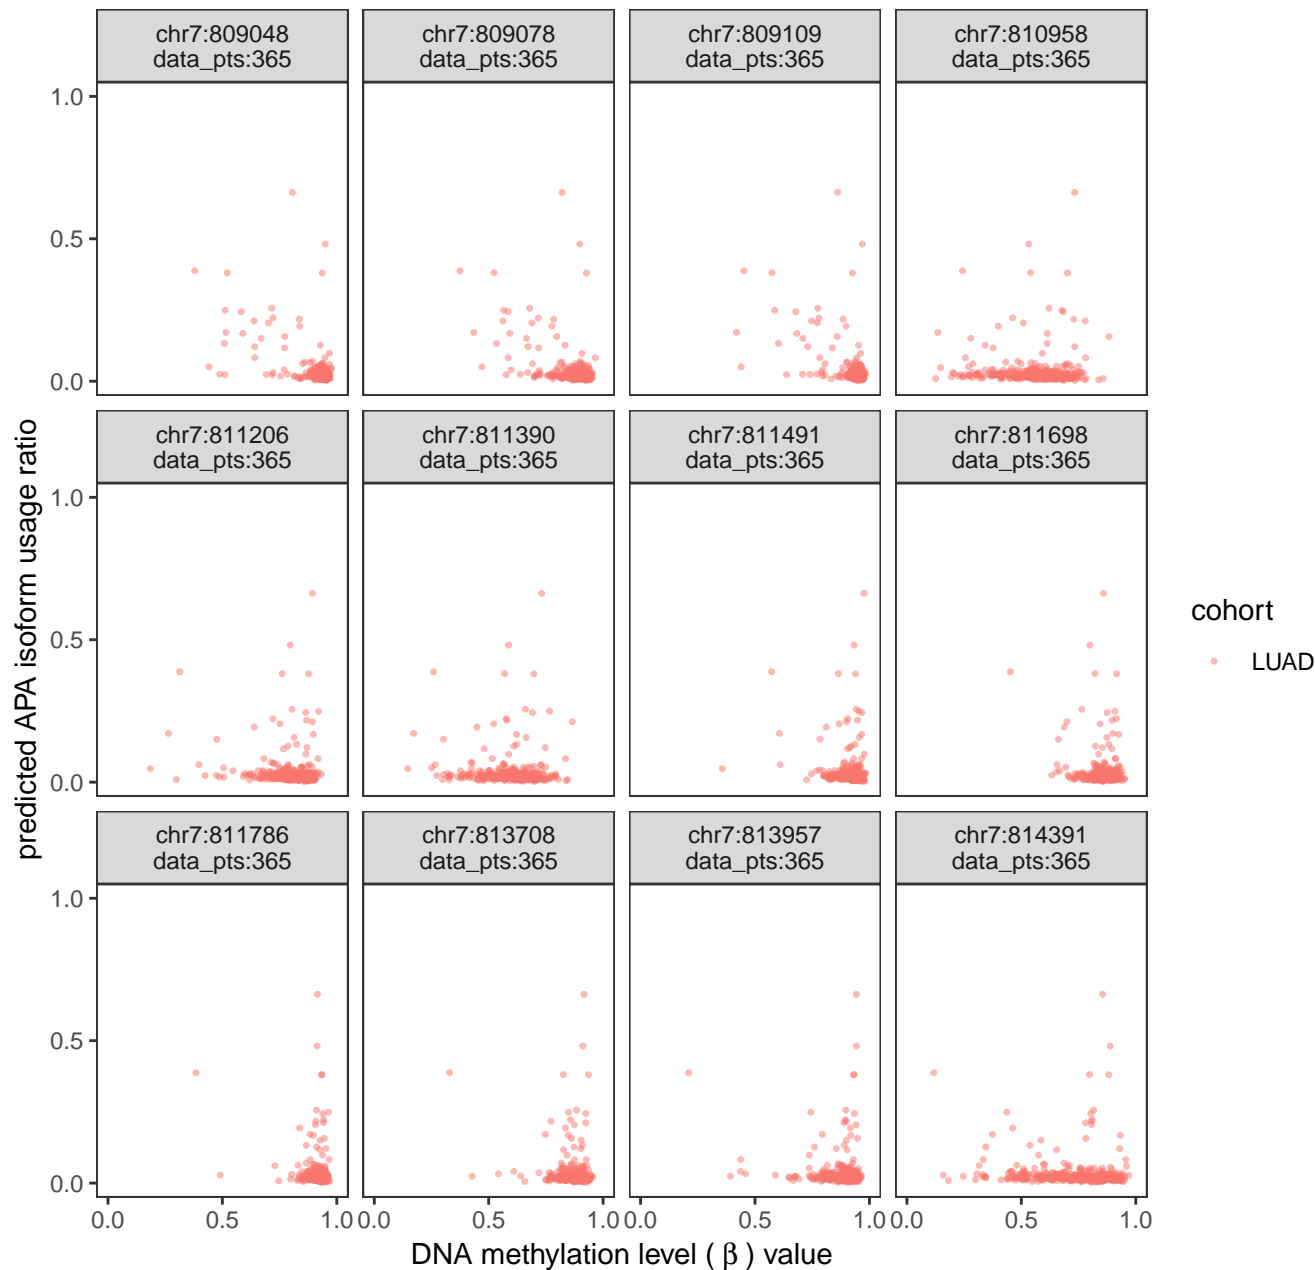 chr7:809048
data_pts:365
chr7:809078
data_pts:365
chr7:809109
data_pts:365
chr7:810958
data_pts:365
1.0
0.5
0.0
chr7:811206
data_pts:365
chr7:811390
data_pts:365
chr7:811491
data_pts:365
chr7:811698
data_pts:365
1.0
0.5
0.0
chr7:811786
data_pts:365
chr7:813708
data_pts:365
chr7:813957
data_pts:365
chr7:814391
data_pts:365
1.0
0.5
0.0
0.0 0.5 1.0
0.0 0.5 1.0
0.0 0.5 1.0
0.0 0.5 1.0
DNA methylation level ( β ) value
predicted APA isoform usage ratio
cohort
LUAD